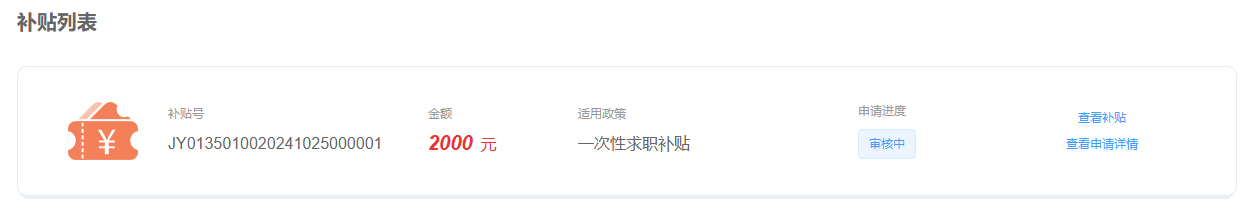 补贴列表
补贴号 金额 适用政策 申请进度 查看补贴
¥ JY0135010020241025000001 2000 元 一次性求职补贴 审核中 查看申请详情